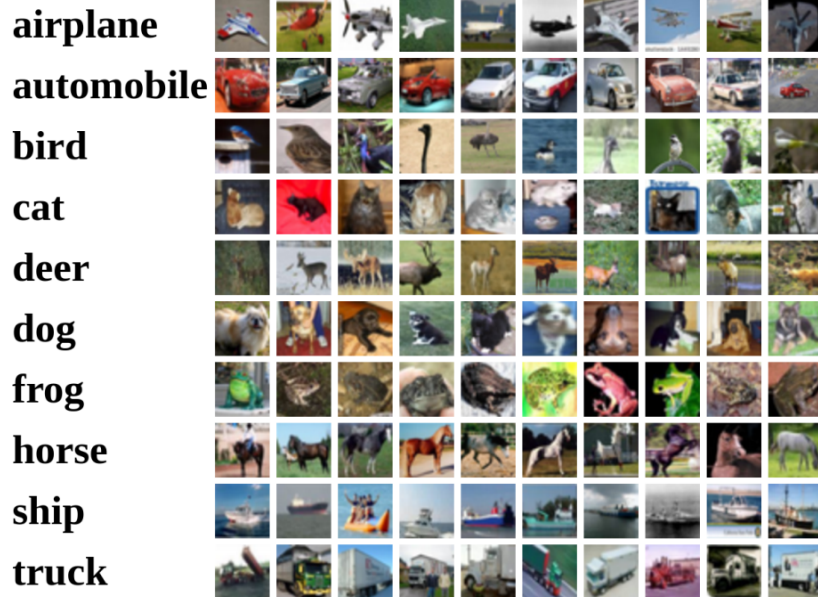 airplane
automobile
bird
cat
deer
dog
frog
horse
ship
truck